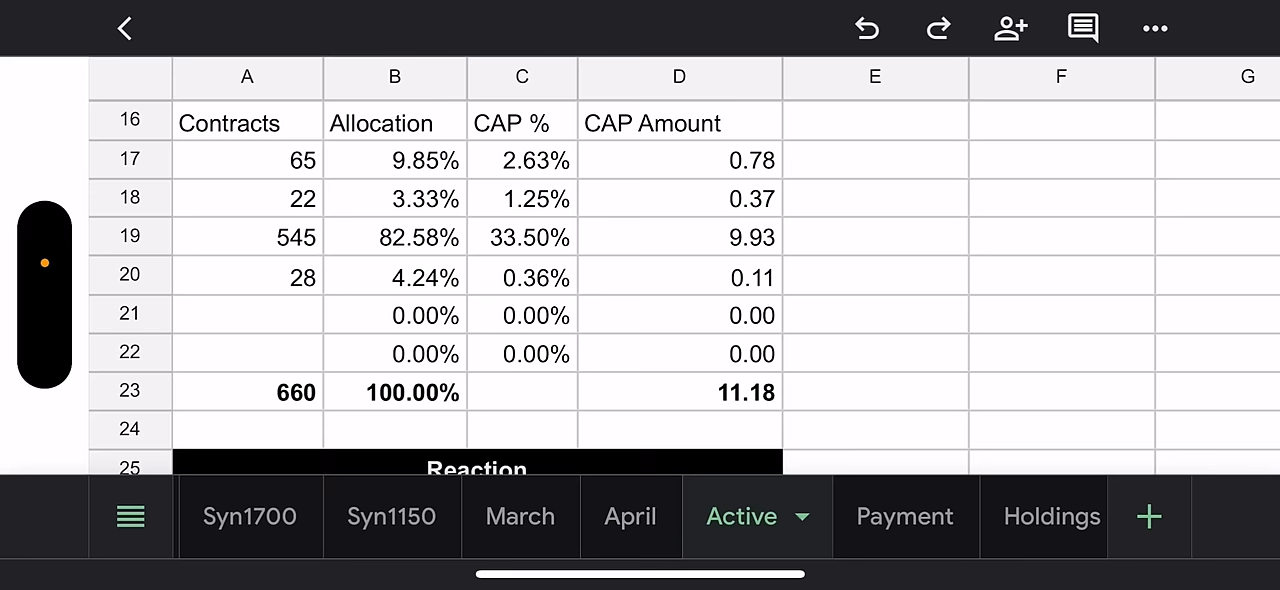 A B C D E F G
16 Contracts Allocation CAP % CAP Amount
17 65 9.85% 2.63% 0.78
18 22 3.33% 1.25% 0.37
19 545 82.58% 33.50% 9.93
20 28 4.24% 0.36% 0.11
21 0.00% 0.00% 0.00
22 0.00% 0.00% 0.00
23 660 100.00% 11.18
24
25 Reaction
Syn1700 Syn1150 March April Active Payment Holdings